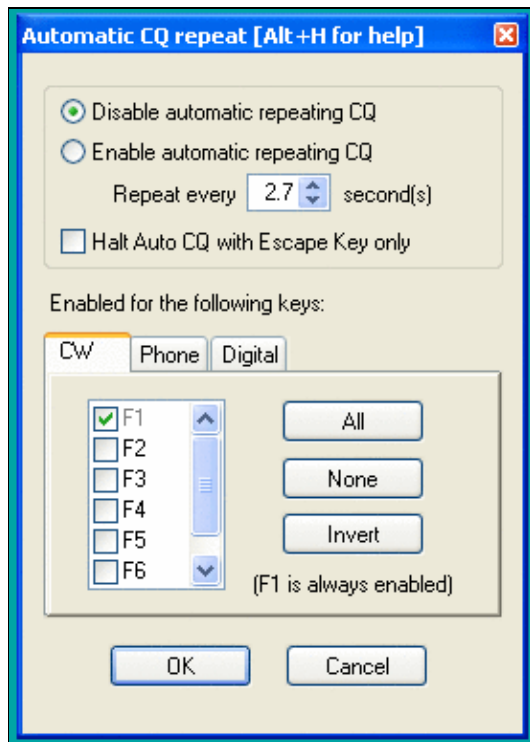 Automatic CQ repeat [Alt+H for help]
Disable automatic repeating CQ
Enable automatic repeating CQ
Repeat every 2.7 second(s)
Halt Auto CQ with Escape Key only
Enabled for the following keys:
CW Phone Digital
F1
F2
F3
F4
F5
F6
All
None
Invert
(F1 is always enabled)
OK Cancel